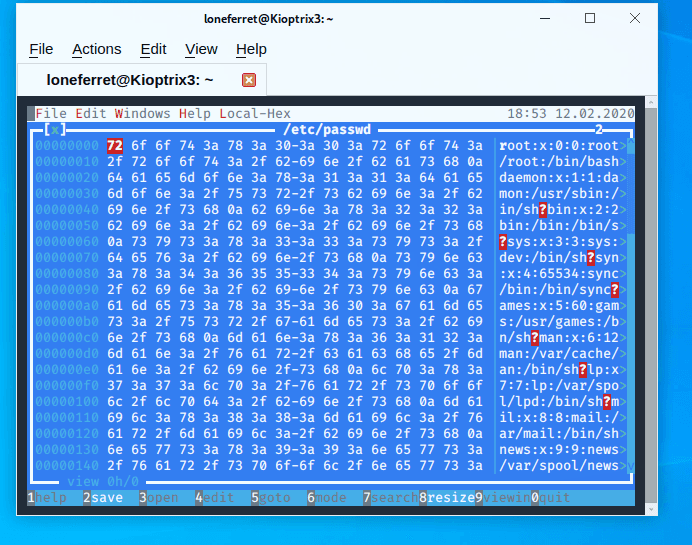 loneferret@Kioptrix3: ~
File Actions Edit View Help
loneferret@Kioptrix3: ~
File Edit Windows Help Local-Hex 18:53 12.02.2020
[x] /etc/passwd 2
00000000 72 6f 6f 74 3a 78 3a 30-3a 30 3a 72 6f 6f 74 3a root:x:0:0:root>
00000010 2f 72 6f 6f 74 3a 2f 62-69 6e 2f 62 61 73 68 0a /root:/bin/bash
00000020 64 61 65 6d 6f 6e 3a 78-3a 31 3a 31 3a 64 61 65 daemon:x:1:1:da>
00000030 6d 6f 6e 3a 2f 75 73 72-2f 73 62 69 6e 3a 2f 62 mon:/usr/sbin:/>
00000040 69 6e 2f 73 68 0a 62 69-6e 3a 78 3a 32 3a 32 3a in/sh?bin:x:2:2>
00000050 62 69 6e 3a 2f 62 69 6e-3a 2f 62 69 6e 2f 73 68 bin:/bin:/bin/s>
00000060 0a 73 79 73 3a 78 3a 33-3a 33 3a 73 79 73 3a 2f ?sys:x:3:3:sys:>
00000070 64 65 76 3a 2f 62 69 6e-2f 73 68 0a 73 79 6e 63 dev:/bin/sh?syn>
00000080 3a 78 3a 34 3a 36 35 35-33 34 3a 73 79 6e 63 3a :x:4:65534:sync>
00000090 2f 62 69 6e 3a 2f 62 69-6e 2f 73 79 6e 63 0a 67 /bin:/bin/sync?>
000000a0 61 6d 65 73 3a 78 3a 35-3a 36 30 3a 67 61 6d 65 ames:x:5:60:gam>
000000b0 73 3a 2f 75 73 72 2f 67-61 6d 65 73 3a 2f 62 69 s:/usr/games:/b>
000000c0 6e 2f 73 68 0a 6d 61 6e-3a 78 3a 36 3a 31 32 3a n/sh?man:x:6:12>
000000d0 6d 61 6e 3a 2f 76 61 72-2f 63 61 63 68 65 2f 6d man:/var/cache/>
000000e0 61 6e 3a 2f 62 69 6e 2f-73 68 0a 6c 70 3a 78 3a an:/bin/sh?lp:x>
000000f0 37 3a 37 3a 6c 70 3a 2f-76 61 72 2f 73 70 6f 6f 7:7:lp:/var/spo>
00000100 6c 2f 6c 70 64 3a 2f 62-69 6e 2f 73 68 0a 6d 61 l/lpd:/bin/sh?m>
00000110 69 6c 3a 78 3a 38 3a 38-3a 6d 61 69 6c 3a 2f 76 il:x:8:8:mail:/>
00000120 61 72 2f 6d 61 69 6c 3a-2f 62 69 6e 2f 73 68 0a ar/mail:/bin/sh>
00000130 6e 65 77 73 3a 78 3a 39-3a 39 3a 6e 65 77 73 3a news:x:9:9:news>
00000140 2f 76 61 72 2f 73 70 6f-6f 6c 2f 6e 65 77 73 3a /var/spool/news>
view 0h/0
1help 2save 3open 4edit 5goto 6mode 7search8resize9viewin0quit